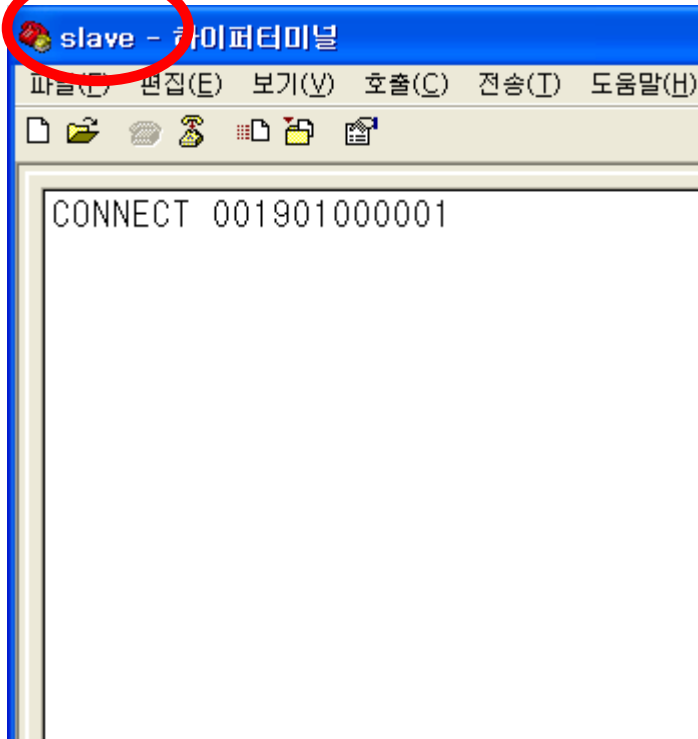 slave - 하이퍼터미널
파일(F) 편집(E) 보기(V) 호출(C) 전송(T) 도움말(H)
CONNECT 001901000001